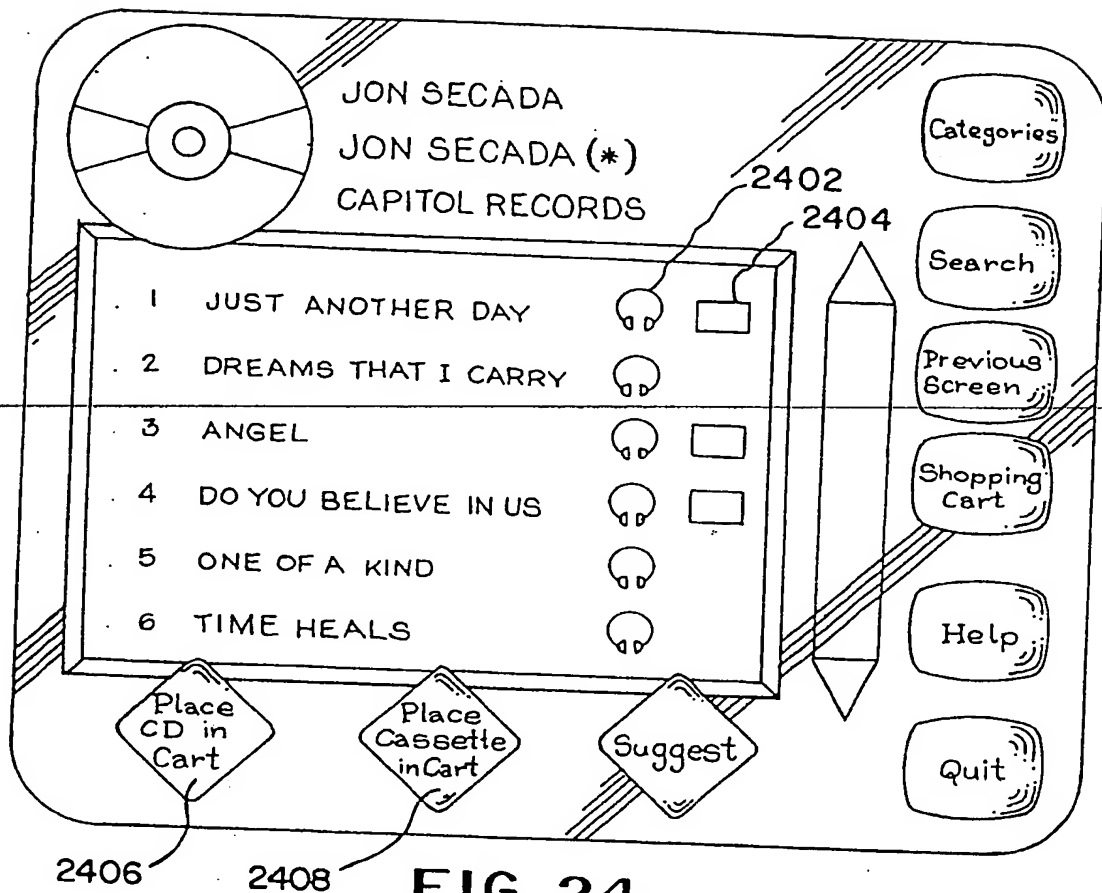 JON SECADA
JON SECADA (*)
CAPITOL RECORDS
2402
2404
. 1 JUST ANOTHER DAY
. 2 DREAMS THAT I CARRY
. 3 ANGEL
. 4 DO YOU BELIEVE IN US
. 5 ONE OF A KIND
6 TIME HEALS
Categories
Search
Previous
Screen
Shopping
Cart
Help
Quit
Place
CD in
Cart
Place
Cassette
in Cart
Suggest
2406
2408
FIG. 24